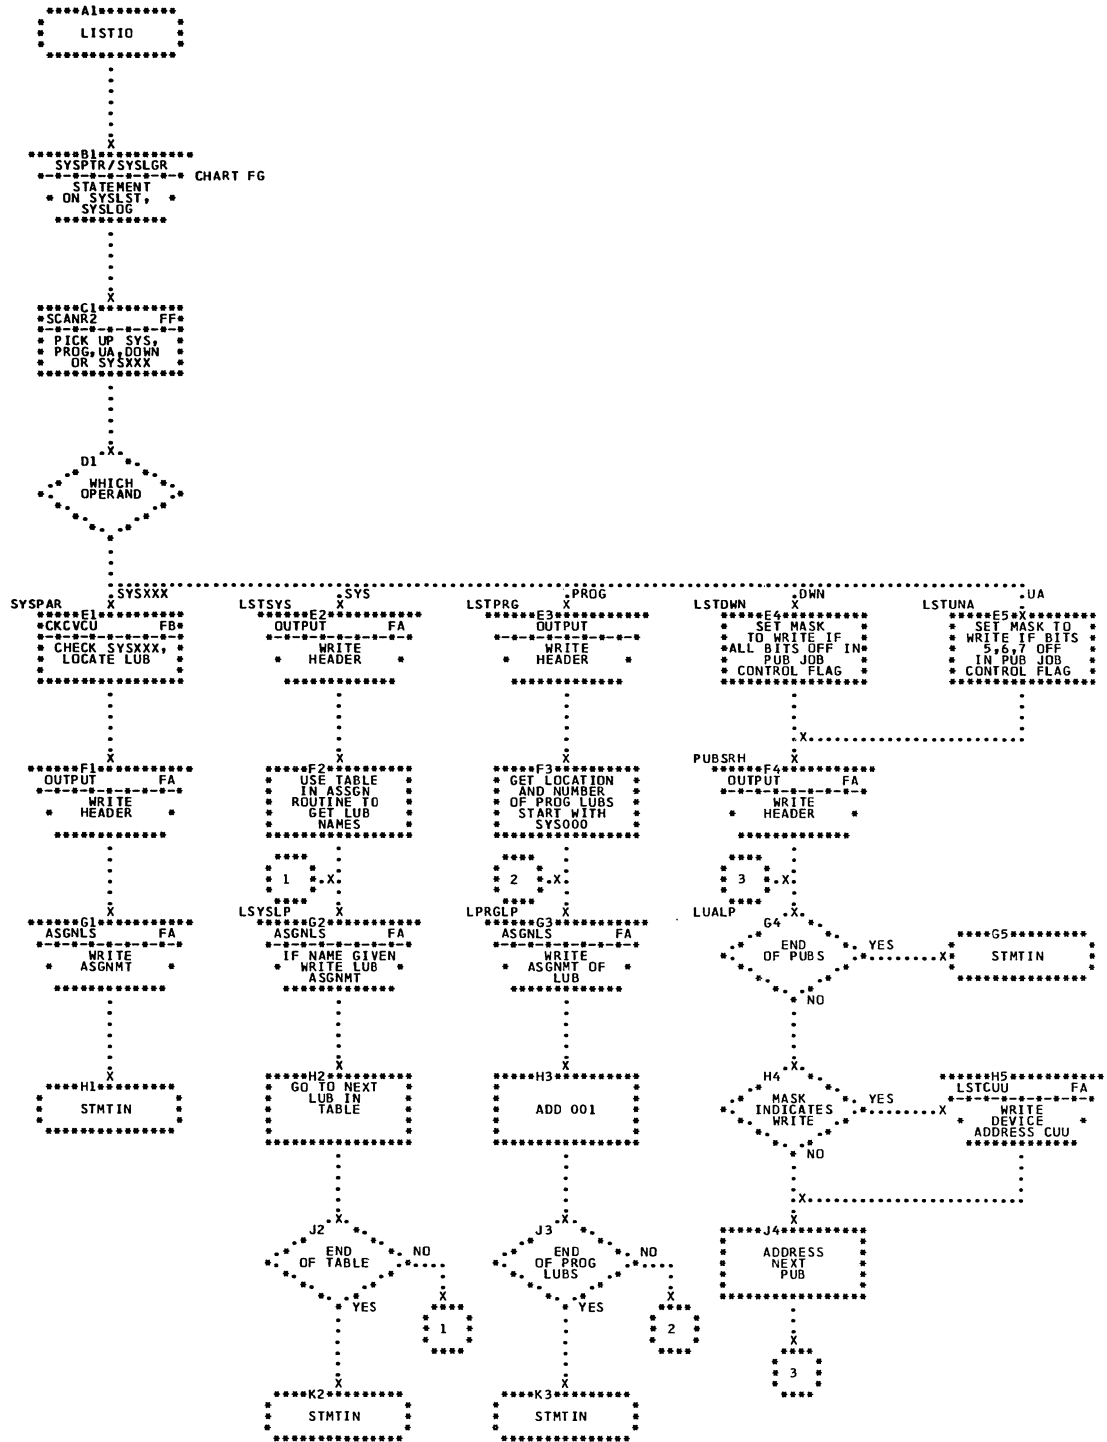 A1
LISTIO
B1
SYSPTR/SYSLGR
CHART FG
STATEMENT
ON SYSLST,
SYSLOG
C1
SCANR2 FF
PICK UP SYS,
PROG,UA,DOWN
OR SYSXXX
D1
WHICH
OPERAND
SYSXXX SYS PROG DWN UA
SYSPAR
E1
CKCVCU FB
CHECK SYSXXX,
LOCATE LUB
LSTSYS
E2
OUTPUT FA
WRITE
HEADER
LSTPRG
E3
OUTPUT
WRITE
HEADER
LSTDWN
E4
SET MASK
TO WRITE IF
ALL BITS OFF IN
PUB JOB
CONTROL FLAG
LSTUNA
E5
SET MASK TO
WRITE IF BITS
5,6,7 OFF
IN PUB JOB
CONTROL FLAG
F1
OUTPUT FA
WRITE
HEADER
F2
USE TABLE
IN ASSGN
ROUTINE TO
GET LUB
NAMES
F3
GET LOCATION
AND NUMBER
OF PROG LUBS
START WITH
SYS000
PUBSRH
F4
OUTPUT FA
WRITE
HEADER
1
2
3
G1
ASGNLS FA
WRITE
ASGNMT
LSYSLP
G2
ASGNLS FA
IF NAME GIVEN
WRITE LUB
ASGNMT
LPRGLP
G3
ASGNLS FA
WRITE
ASGNMT OF
LUB
LUALP
G4
END
OF PUBS
YES
NO
G5
STMTIN
H1
STMTIN
H2
GO TO NEXT
LUB IN
TABLE
H3
ADD 001
H4
MASK
INDICATES
WRITE
YES
NO
H5
LSTCUU FA
WRITE
DEVICE
ADDRESS CUU
J2
END
OF TABLE
NO
YES
1
J3
END
OF PROG
LUBS
NO
YES
2
J4
ADDRESS
NEXT
PUB
3
K2
STMTIN
K3
STMTIN